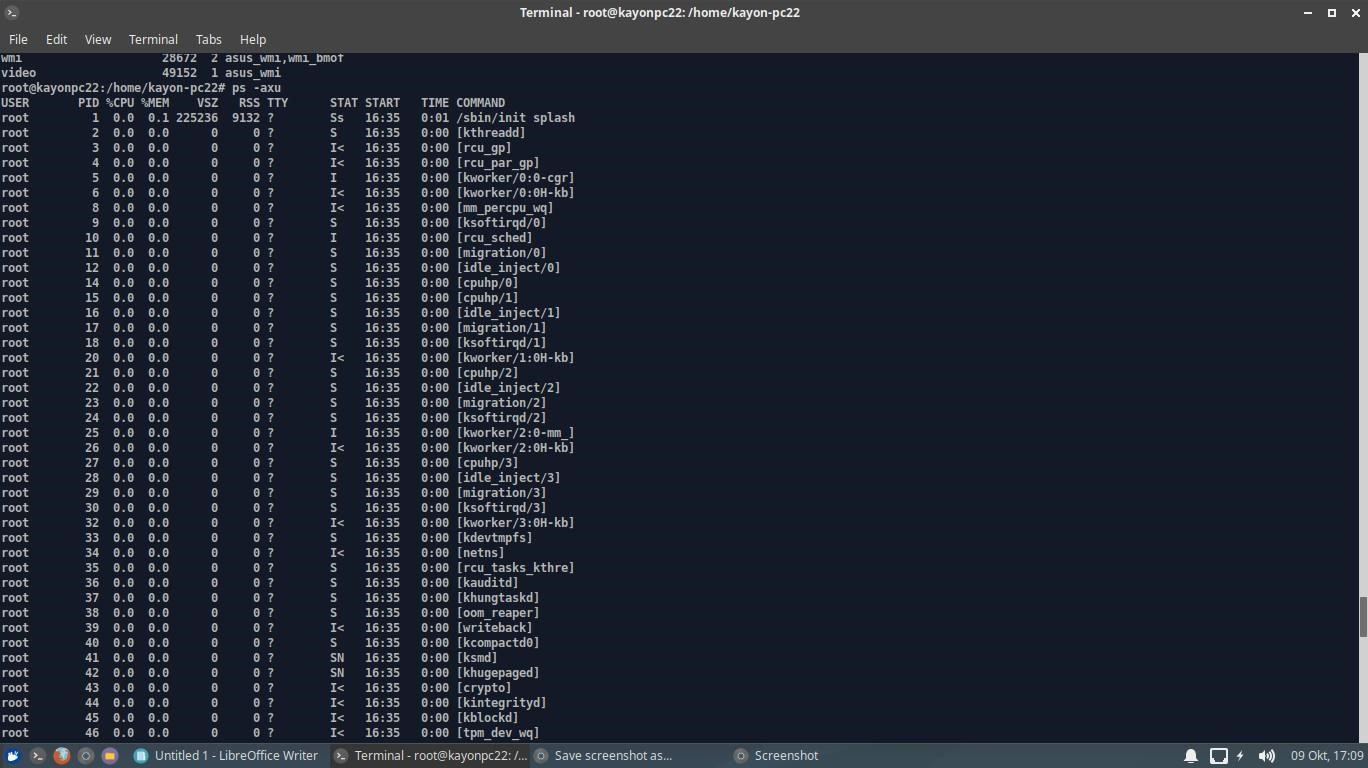 Terminal - root@kayonpc22: /home/kayon-pc22
File Edit View Terminal Tabs Help
wmi 28672 2 asus_wmi,wmi_bmof
video 49152 1 asus_wmi
root@kayonpc22:/home/kayon-pc22# ps -axu
USER PID %CPU %MEM VSZ RSS TTY STAT START TIME COMMAND
root 1 0.0 0.1 225236 9132 ? Ss 16:35 0:01 /sbin/init splash
root 2 0.0 0.0 0 0 ? S 16:35 0:00 [kthreadd]
root 3 0.0 0.0 0 0 ? I< 16:35 0:00 [rcu_gp]
root 4 0.0 0.0 0 0 ? I< 16:35 0:00 [rcu_par_gp]
root 5 0.0 0.0 0 0 ? I 16:35 0:00 [kworker/0:0-cgr]
root 6 0.0 0.0 0 0 ? I< 16:35 0:00 [kworker/0:0H-kb]
root 8 0.0 0.0 0 0 ? I< 16:35 0:00 [mm_percpu_wq]
root 9 0.0 0.0 0 0 ? S 16:35 0:00 [ksoftirqd/0]
root 10 0.0 0.0 0 0 ? I 16:35 0:00 [rcu_sched]
root 11 0.0 0.0 0 0 ? S 16:35 0:00 [migration/0]
root 12 0.0 0.0 0 0 ? S 16:35 0:00 [idle_inject/0]
root 14 0.0 0.0 0 0 ? S 16:35 0:00 [cpuhp/0]
root 15 0.0 0.0 0 0 ? S 16:35 0:00 [cpuhp/1]
root 16 0.0 0.0 0 0 ? S 16:35 0:00 [idle_inject/1]
root 17 0.0 0.0 0 0 ? S 16:35 0:00 [migration/1]
root 18 0.0 0.0 0 0 ? S 16:35 0:00 [ksoftirqd/1]
root 20 0.0 0.0 0 0 ? I< 16:35 0:00 [kworker/1:0H-kb]
root 21 0.0 0.0 0 0 ? S 16:35 0:00 [cpuhp/2]
root 22 0.0 0.0 0 0 ? S 16:35 0:00 [idle_inject/2]
root 23 0.0 0.0 0 0 ? S 16:35 0:00 [migration/2]
root 24 0.0 0.0 0 0 ? S 16:35 0:00 [ksoftirqd/2]
root 25 0.0 0.0 0 0 ? I 16:35 0:00 [kworker/2:0-mm_]
root 26 0.0 0.0 0 0 ? I< 16:35 0:00 [kworker/2:0H-kb]
root 27 0.0 0.0 0 0 ? S 16:35 0:00 [cpuhp/3]
root 28 0.0 0.0 0 0 ? S 16:35 0:00 [idle_inject/3]
root 29 0.0 0.0 0 0 ? S 16:35 0:00 [migration/3]
root 30 0.0 0.0 0 0 ? S 16:35 0:00 [ksoftirqd/3]
root 32 0.0 0.0 0 0 ? I< 16:35 0:00 [kworker/3:0H-kb]
root 33 0.0 0.0 0 0 ? S 16:35 0:00 [kdevtmpfs]
root 34 0.0 0.0 0 0 ? I< 16:35 0:00 [netns]
root 35 0.0 0.0 0 0 ? S 16:35 0:00 [rcu_tasks_kthre]
root 36 0.0 0.0 0 0 ? S 16:35 0:00 [kauditd]
root 37 0.0 0.0 0 0 ? S 16:35 0:00 [khungtaskd]
root 38 0.0 0.0 0 0 ? S 16:35 0:00 [oom_reaper]
root 39 0.0 0.0 0 0 ? I< 16:35 0:00 [writeback]
root 40 0.0 0.0 0 0 ? S 16:35 0:00 [kcompactd0]
root 41 0.0 0.0 0 0 ? SN 16:35 0:00 [ksmd]
root 42 0.0 0.0 0 0 ? SN 16:35 0:00 [khugepaged]
root 43 0.0 0.0 0 0 ? I< 16:35 0:00 [crypto]
root 44 0.0 0.0 0 0 ? I< 16:35 0:00 [kintegrityd]
root 45 0.0 0.0 0 0 ? I< 16:35 0:00 [kblockd]
root 46 0.0 0.0 0 0 ? I< 16:35 0:00 [tpm_dev_wq]
Untitled 1 - LibreOffice Writer Terminal - root@kayonpc22: /... Save screenshot as... Screenshot 09 Okt, 17:09